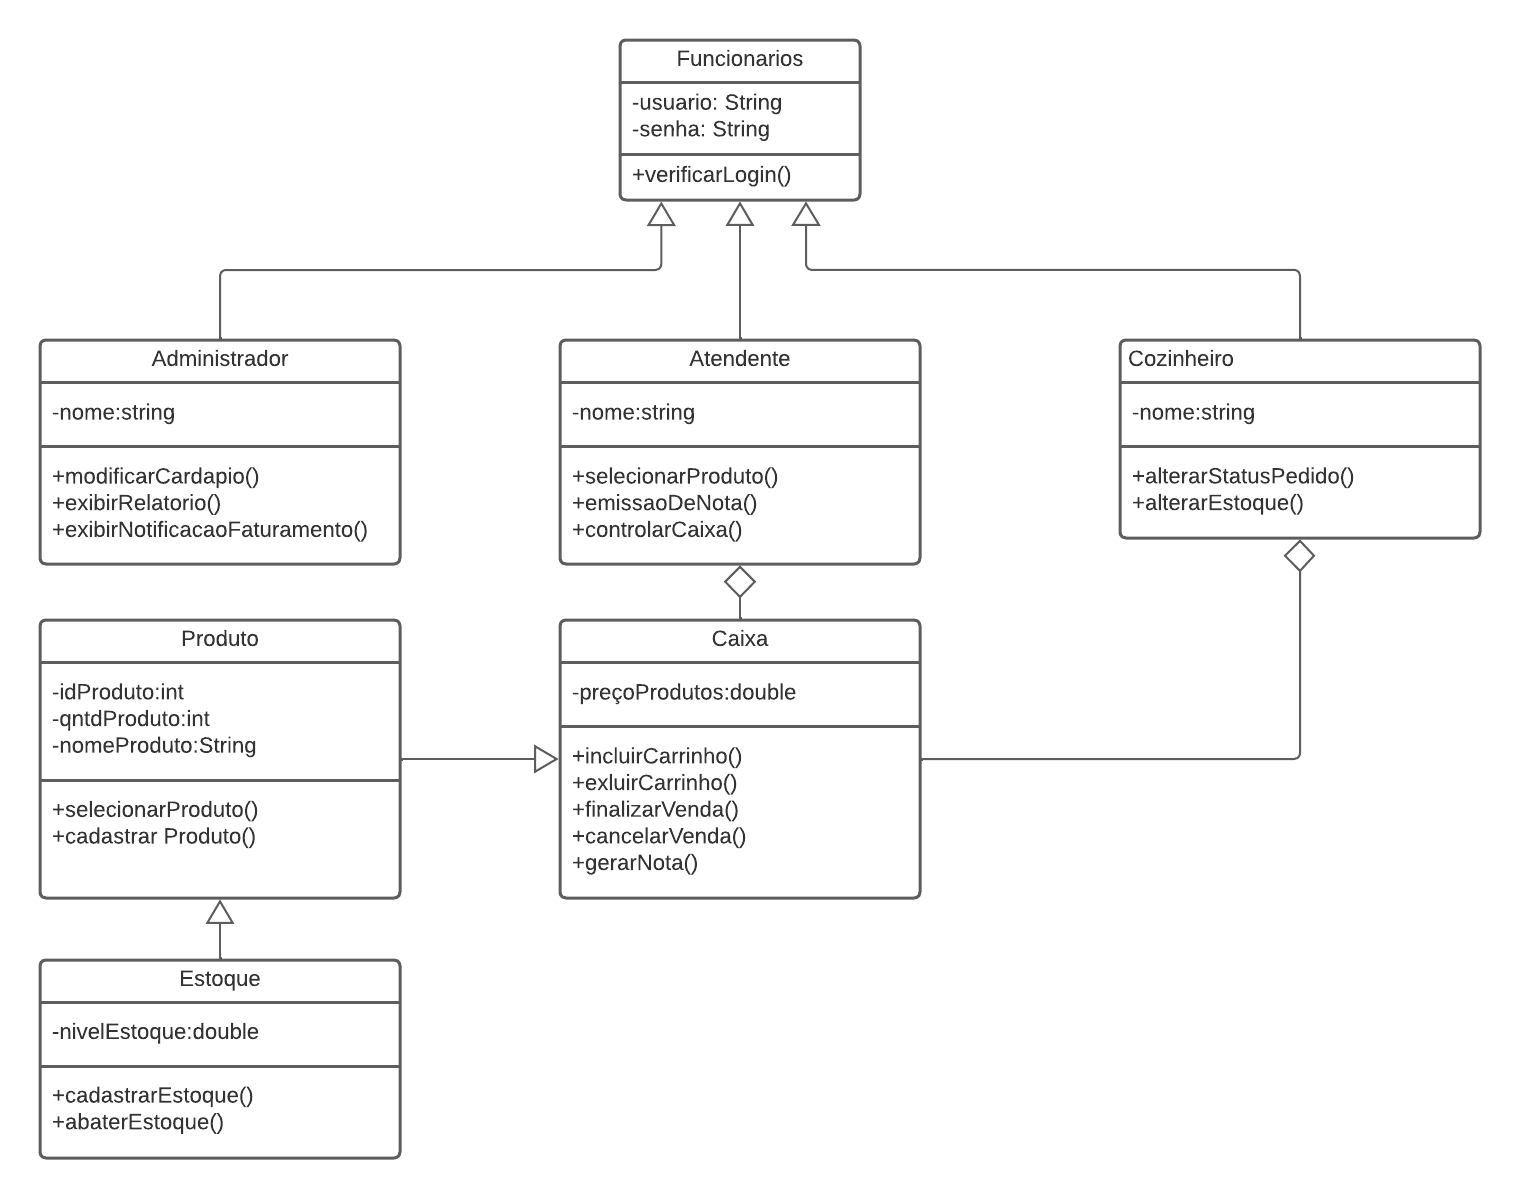 Funcionarios
-usuario: String
-senha: String
+verificarLogin()
Administrador
-nome:string
+modificarCardapio()
+exibirRelatorio()
+exibirNotificacaoFaturamento()
Atendente
-nome:string
+selecionarProduto()
+emissaoDeNota()
+controlarCaixa()
Cozinheiro
-nome:string
+alterarStatusPedido()
+alterarEstoque()
Produto
-idProduto:int
-qntdProduto:int
-nomeProduto:String
+selecionarProduto()
+cadastrar Produto()
Caixa
-preçoProdutos:double
+incluirCarrinho()
+exluirCarrinho()
+finalizarVenda()
+cancelarVenda()
+gerarNota()
Estoque
-nivelEstoque:double
+cadastrarEstoque()
+abaterEstoque()